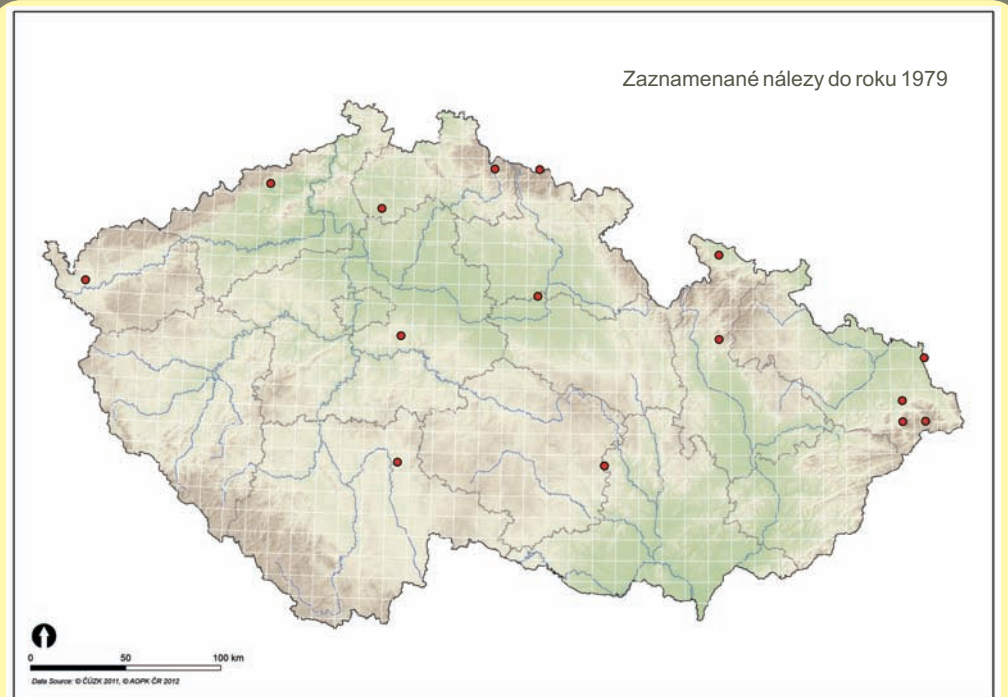 Zaznamenané nálezy do roku 1979
0 50 100 km
Data Source: © ČÚZK 2011, © AOPK ČR 2012